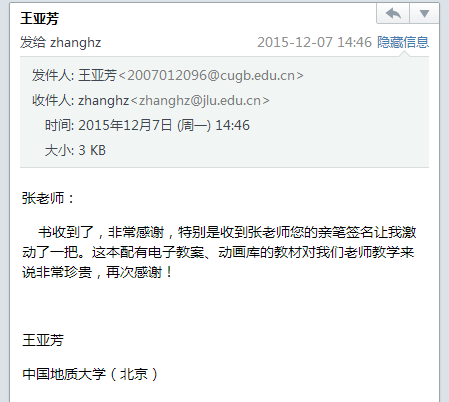 王亚芳
发给 zhanghz 2015-12-07 14:46 隐藏信息
发件人: 王亚芳<2007012096@cugb.edu.cn>
收件人: zhanghz<zhanghz@jlu.edu.cn>
时间: 2015年12月7日 (周一) 14:46
大小: 3 KB
张老师：
书收到了，非常感谢，特别是收到张老师您的亲笔签名让我激
动了一把。这本配有电子教案、动画库的教材对我们老师教学来
说非常珍贵，再次感谢！
王亚芳
中国地质大学（北京）